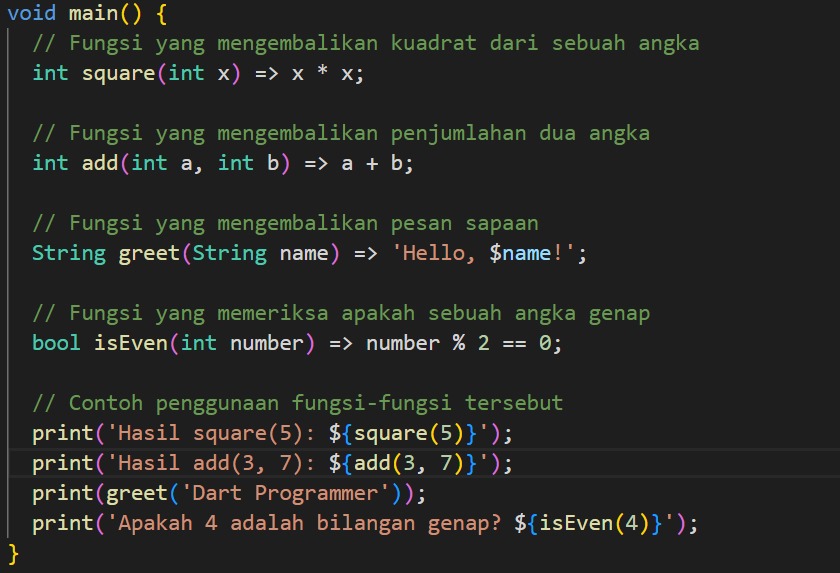 void main() {
  // Fungsi yang mengembalikan kuadrat dari sebuah angka
  int square(int x) => x * x;

  // Fungsi yang mengembalikan penjumlahan dua angka
  int add(int a, int b) => a + b;

  // Fungsi yang mengembalikan pesan sapaan
  String greet(String name) => 'Hello, $name!';

  // Fungsi yang memeriksa apakah sebuah angka genap
  bool isEven(int number) => number % 2 == 0;

  // Contoh penggunaan fungsi-fungsi tersebut
  print('Hasil square(5): ${square(5)}');
  print('Hasil add(3, 7): ${add(3, 7)}');
  print(greet('Dart Programmer'));
  print('Apakah 4 adalah bilangan genap? ${isEven(4)}');
}